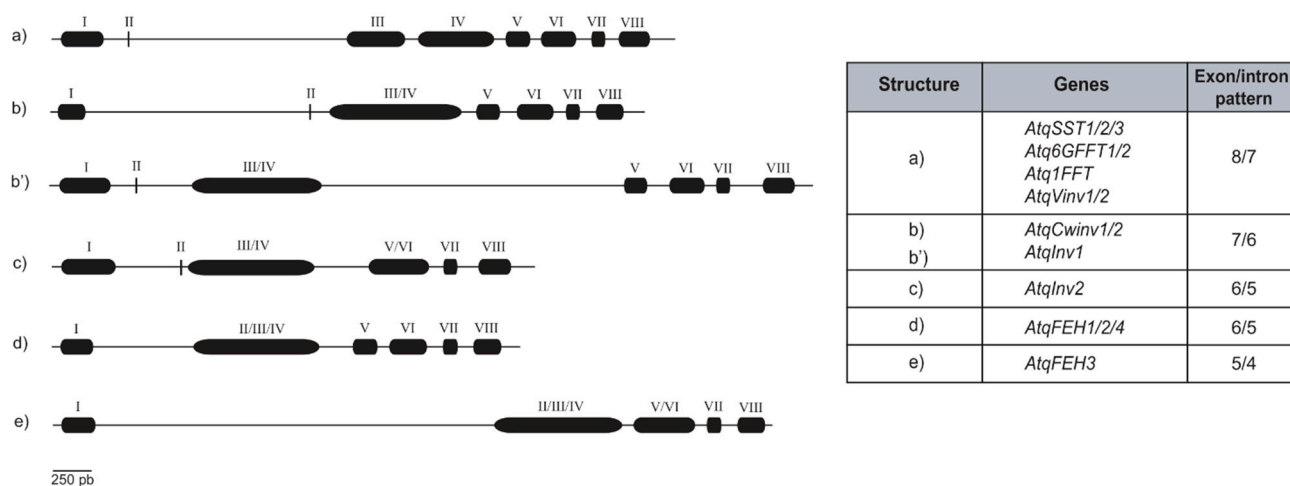 I II III IV V VI VII VIII
a)
I II III/IV V VI VII VIII
b)
I II III/IV V VI VII VIII
b')
I II III/IV V/VI VII VIII
c)
I II/III/IV V VI VII VIII
d)
I II/III/IV V/VI VII VIII
e)
250 pb
Structure Genes Exon/intron
pattern
a) AtqSST1/2/3 8/7
Atq6GFFT1/2
Atq1FFT
AtqVinv1/2
b) AtqCwinv1/2 7/6
b') AtqInv1
c) AtqInv2 6/5
d) AtqFEH1/2/4 6/5
e) AtqFEH3 5/4